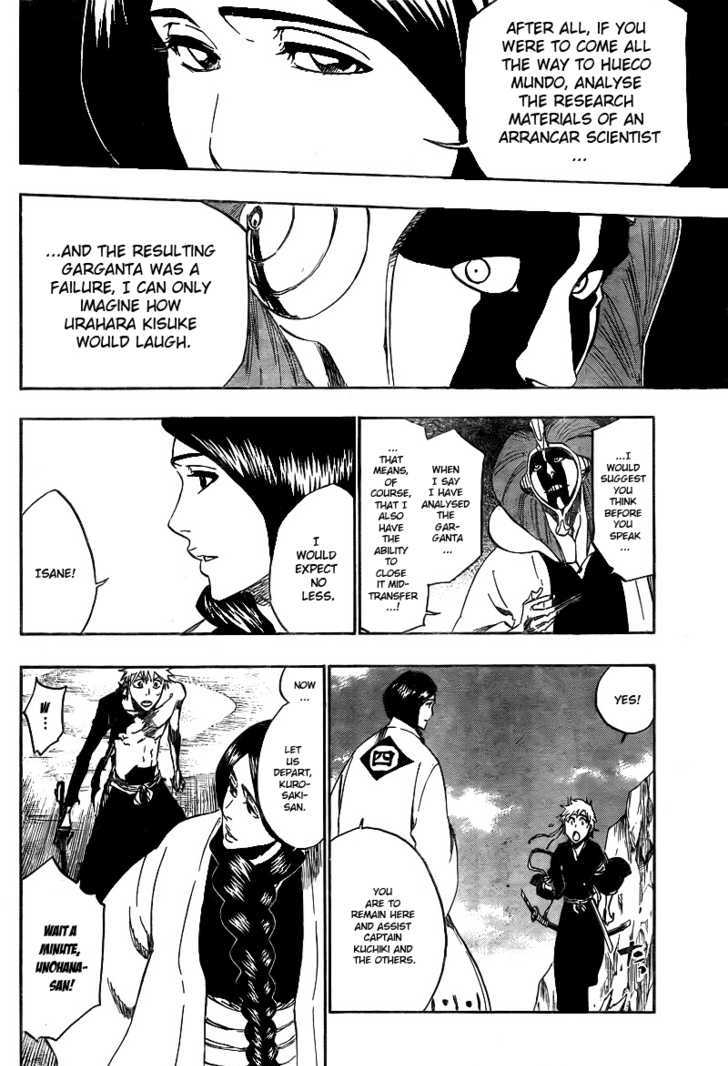 AFTER ALL, IF YOU
WERE TO COME ALL
THE WAY TO HUECO
MUNDO, ANALYSE
THE RESEARCH
MATERIALS OF AN
ARRANCAR SCIENTIST
...
...AND THE RESULTING
GARGANTA WAS A
FAILURE, I CAN ONLY
IMAGINE HOW
URAHARA KISUKE
WOULD LAUGH.
...I
WOULD
SUGGEST
YOU
THINK
BEFORE
YOU
SPEAK
...
WHEN
I SAY
I HAVE
ANALYSED
THE
GAR-
GANTA
...
...
THAT
MEANS,
OF
COURSE,
THAT I
ALSO
HAVE
THE
ABILITY
TO
CLOSE
IT MID-
TRANSFER
...!
I
WOULD
EXPECT
NO
LESS.
ISANE!
YES!
四
YOU
ARE TO
REMAIN HERE
AND ASSIST
CAPTAIN
KUCHIKI AND
THE OTHERS.
たっ
NOW
...
LET
US
DEPART,
KURO-
SAKI-
SAN.
W
...
WAIT A
MINUTE,
UNOHANA-
SAN!